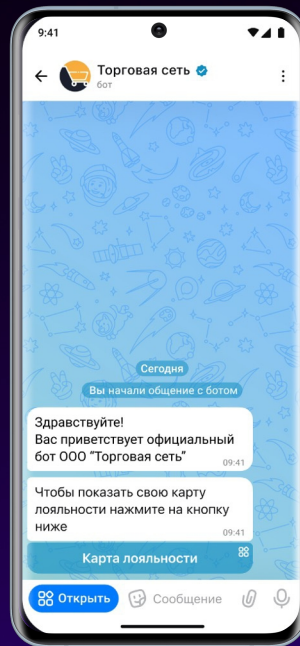 9:41
Торговая сеть
бот
Сегодня
Вы начали общение с ботом
Здравствуйте!
Вас приветствует официальный
бот ООО "Торговая сеть"
09:41
Чтобы показать свою карту
лояльности нажмите на кнопку
ниже
09:41
Карта лояльности
Открыть
Сообщение